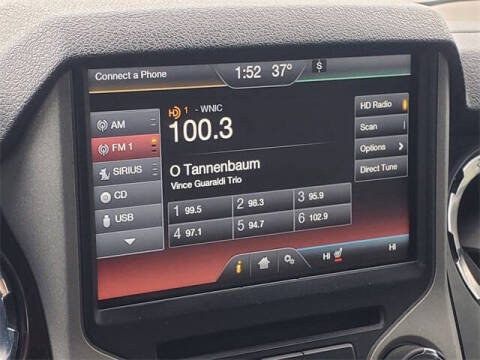 Connect a Phone 1:52 37° $
HD 1 - WNIC
100.3
O Tannenbaum
Vince Guaraldi Trio
AM
FM 1
SIRIUS
CD
USB
1 99.5 2 98.3 3 95.9
4 97.1 5 94.7 6 102.9
HD Radio
Scan
Options
Direct Tune
i
HI HI